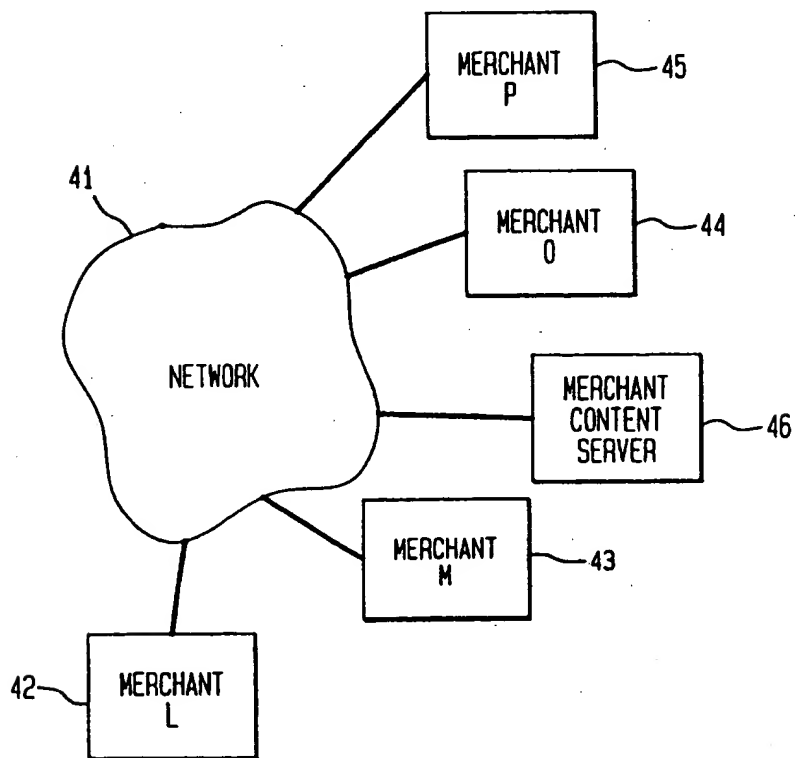 MERCHANT
P
45
41
MERCHANT
O
44
NETWORK
MERCHANT
CONTENT
SERVER
46
MERCHANT
M
43
MERCHANT
L
42